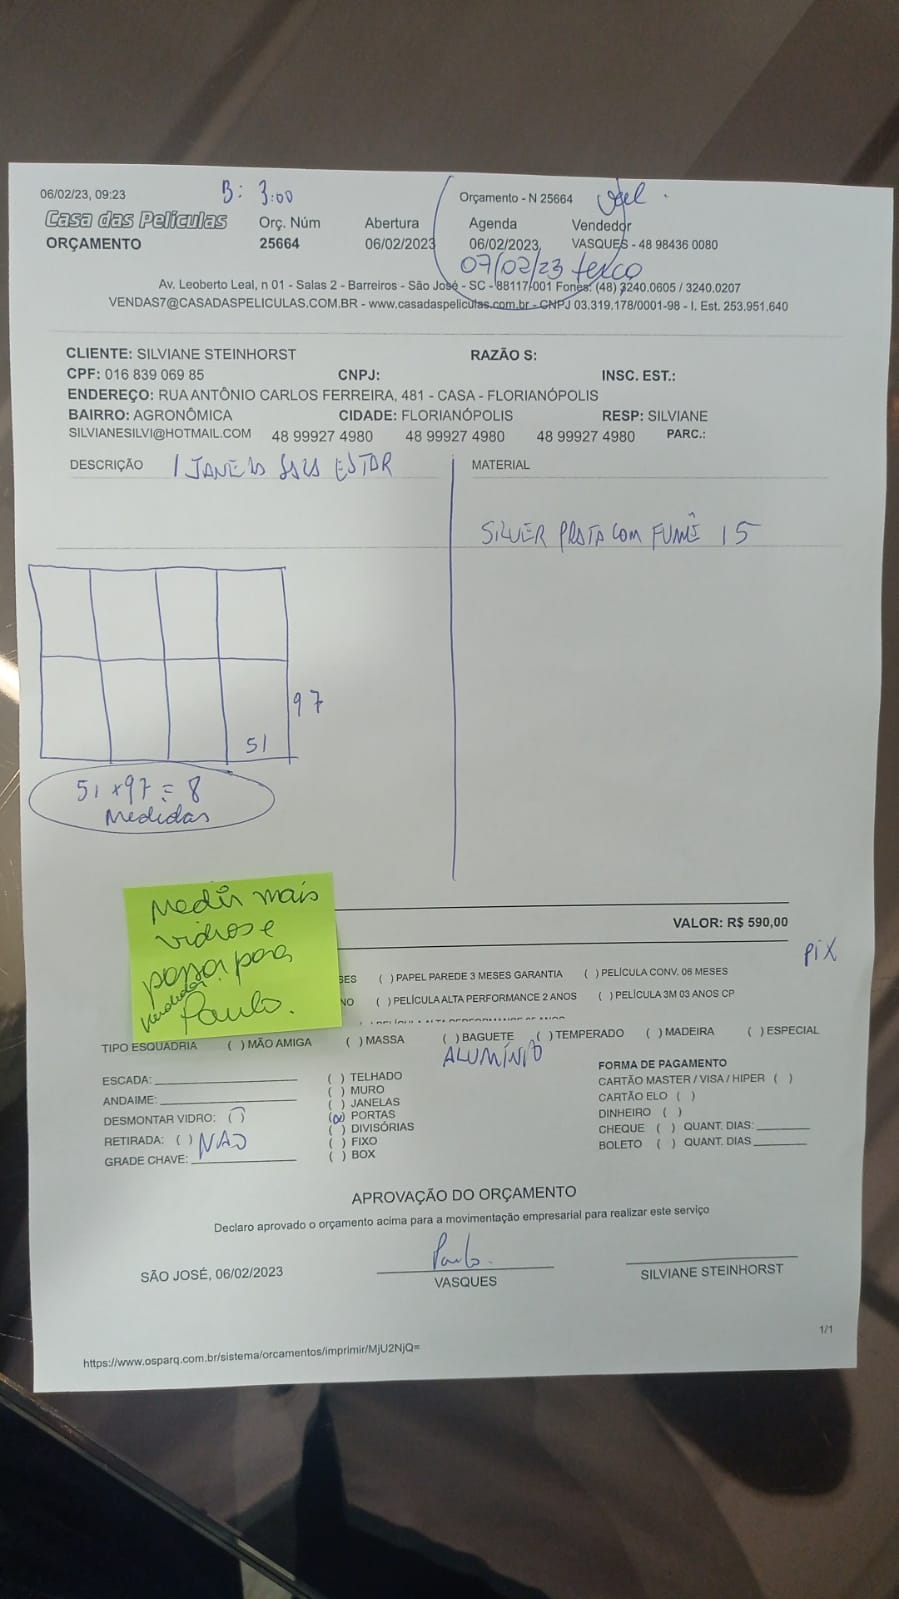 06/02/23, 09:23 B: 3:00 Orçamento - N 25664
Casa das Películas Orç. Núm Abertura Agenda Vendedor
ORÇAMENTO 25664 06/02/2023 06/02/2023 VASQUES - 48 98436 0080
07/02/23 terça
Av. Leoberto Leal, n 01 - Salas 2 - Barreiros - São José - SC - 88117-001 Fones: (48) 3240.0605 / 3240.0207
VENDAS7@CASADASPELICULAS.COM.BR - www.casadaspeliculas.com.br - CNPJ 03.319.178/0001-98 - I. Est. 253.951.640
CLIENTE: SILVIANE STEINHORST RAZÃO S:
CPF: 016 839 069 85 CNPJ: INSC. EST.:
ENDEREÇO: RUA ANTÔNIO CARLOS FERREIRA, 481 - CASA - FLORIANÓPOLIS
BAIRRO: AGRONÔMICA CIDADE: FLORIANÓPOLIS RESP: SILVIANE
SILVIANESILVI@HOTMAIL.COM 48 99927 4980 48 99927 4980 48 99927 4980 PARC.:
DESCRIÇÃO 1 JANELA SALA ESTAR MATERIAL
SILVER PRATA COM FUMÊ 15
97
51
51 x 97 = 8
Medidas
Medir mais
vidros e
passar para
vendedor
Paulo.
VALOR: R$ 590,00
PIX
SES ( ) PAPEL PAREDE 3 MESES GARANTIA ( ) PELÍCULA CONV. 06 MESES
NO ( ) PELÍCULA ALTA PERFORMANCE 2 ANOS ( ) PELÍCULA 3M 03 ANOS CP
TIPO ESQUADRIA ( ) MÃO AMIGA ( ) MASSA ( ) BAGUETE ( ) TEMPERADO ( ) MADEIRA ( ) ESPECIAL
ALUMÍNIO
ESCADA:
ANDAIME:
DESMONTAR VIDRO: ( )
RETIRADA: ( ) NÃO
GRADE CHAVE:
( ) TELHADO
( ) MURO
( ) JANELAS
(x) PORTAS
( ) DIVISÓRIAS
( ) FIXO
( ) BOX
FORMA DE PAGAMENTO
CARTÃO MASTER / VISA / HIPER ( )
CARTÃO ELO ( )
DINHEIRO ( )
CHEQUE ( ) QUANT. DIAS:
BOLETO ( ) QUANT. DIAS
APROVAÇÃO DO ORÇAMENTO
Declaro aprovado o orçamento acima para a movimentação empresarial para realizar este serviço
Paulo.
SÃO JOSÉ, 06/02/2023 VASQUES SILVIANE STEINHORST
1/1
https://www.osparq.com.br/sistema/orcamentos/imprimir/MjU2NjQ=